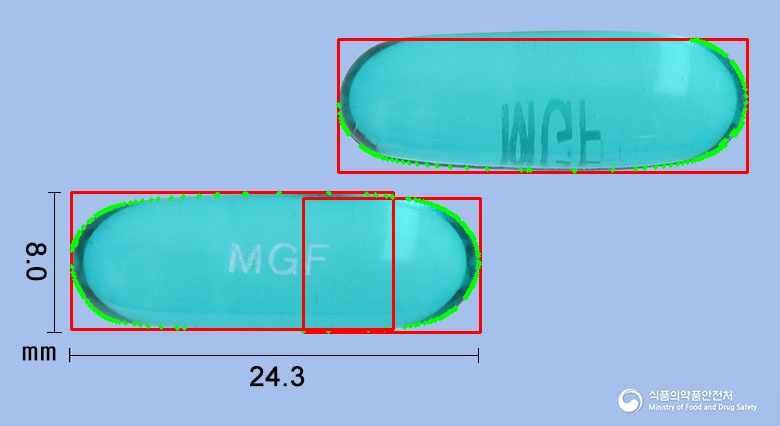 MGF
MGF
8.0
mm
24.3
식품의약품안전처
Ministry of Food and Drug Safety